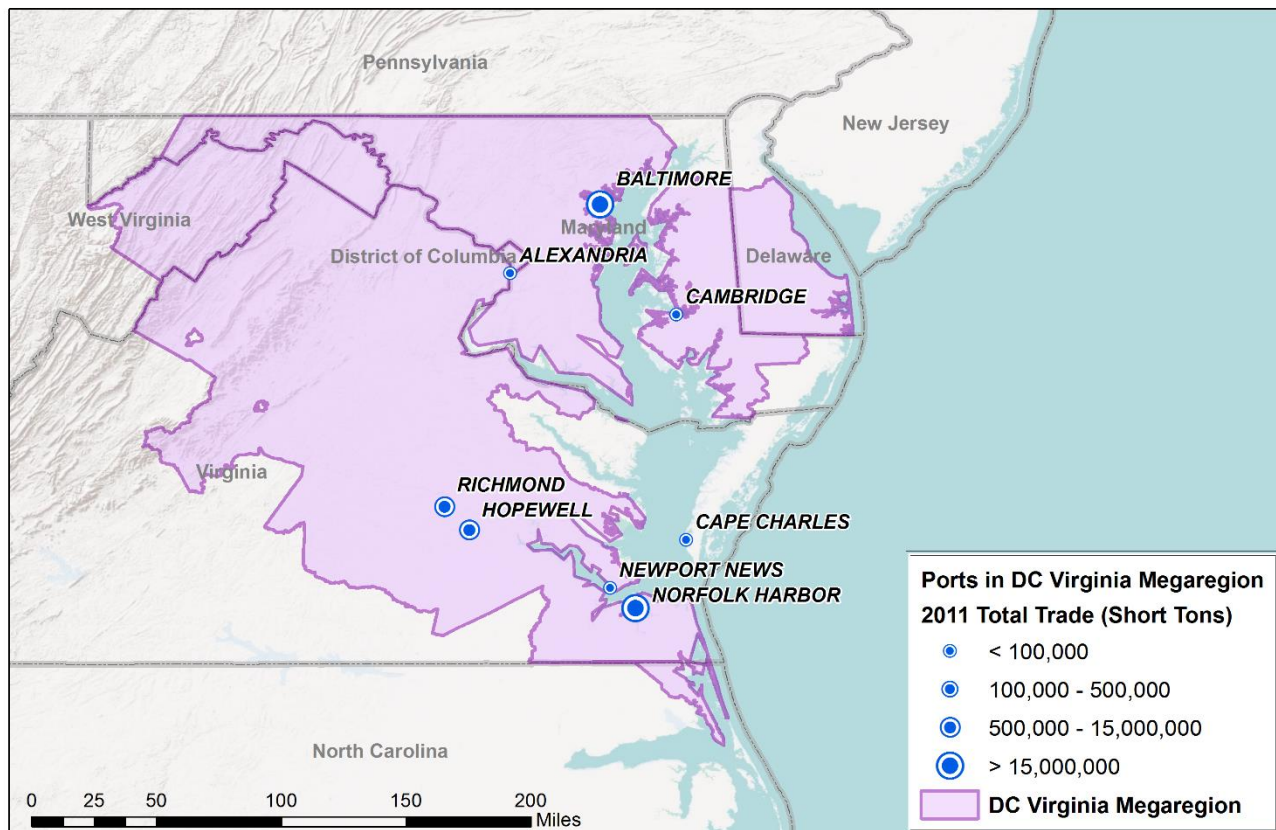 Pennsylvania
New Jersey
BALTIMORE
West Virginia
Maryland
District of Columbia
ALEXANDRIA
Delaware
CAMBRIDGE
Virginia
RICHMOND
HOPEWELL
CAPE CHARLES
NEWPORT NEWS
NORFOLK HARBOR
North Carolina
0 25 50 100 150 200
Miles
Ports in DC Virginia Megaregion
2011 Total Trade (Short Tons)
< 100,000
100,000 - 500,000
500,000 - 15,000,000
> 15,000,000
DC Virginia Megaregion